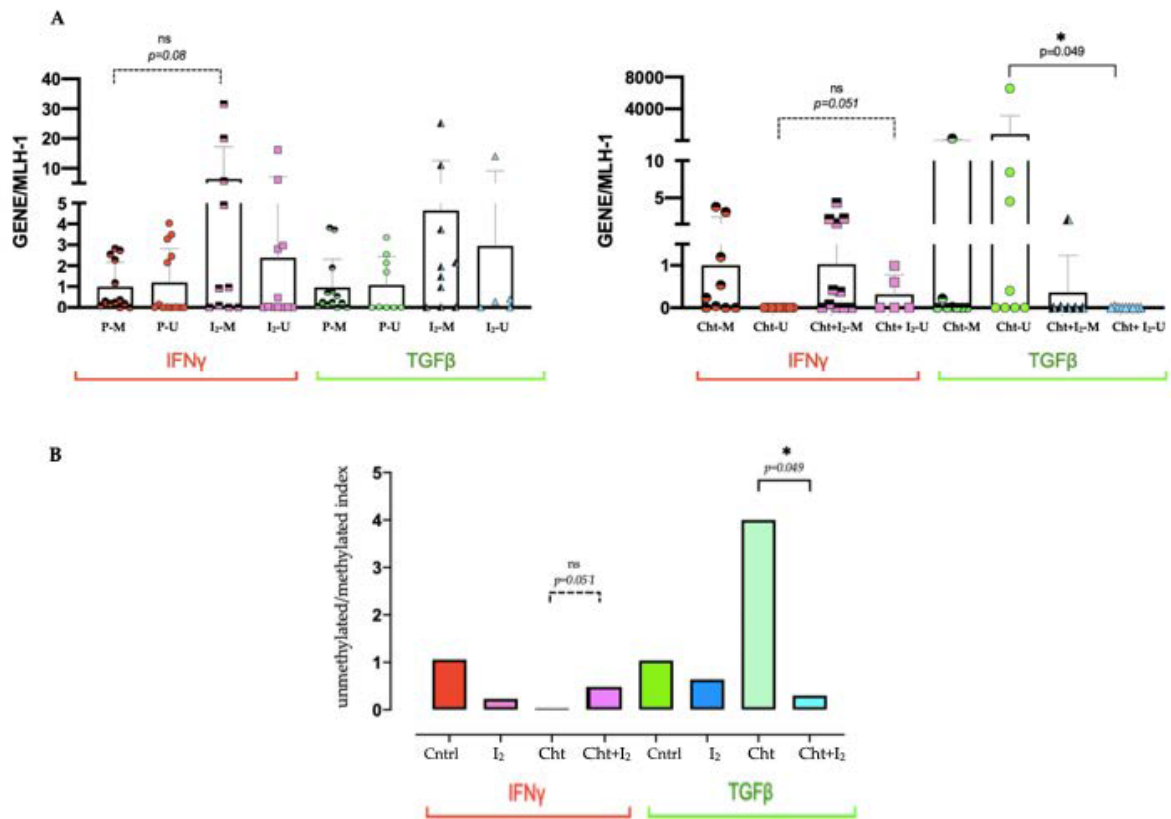 A
ns
p=0.08
GENE/MLH-1
40
30
20
10
5
5
4
3
2
1
0
P-M P-U I₂-M I₂-U P-M P-U I₂-M I₂-U
IFNγ TGFβ
*
p=0.049
ns
p=0.051
GENE/MLH-1
8000
4000
10
5
1
0
Cht-M Cht-U Cht+I₂-M Cht+ I₂-U Cht-M Cht-U Cht+I₂-M Cht+ I₂-U
IFNγ TGFβ
B
*
p=0.049
ns
p=0.051
unmethylated/methylated index
5
4
3
2
1
0
Cntrl I₂ Cht Cht+I₂ Cntrl I₂ Cht Cht+I₂
IFNγ TGFβ